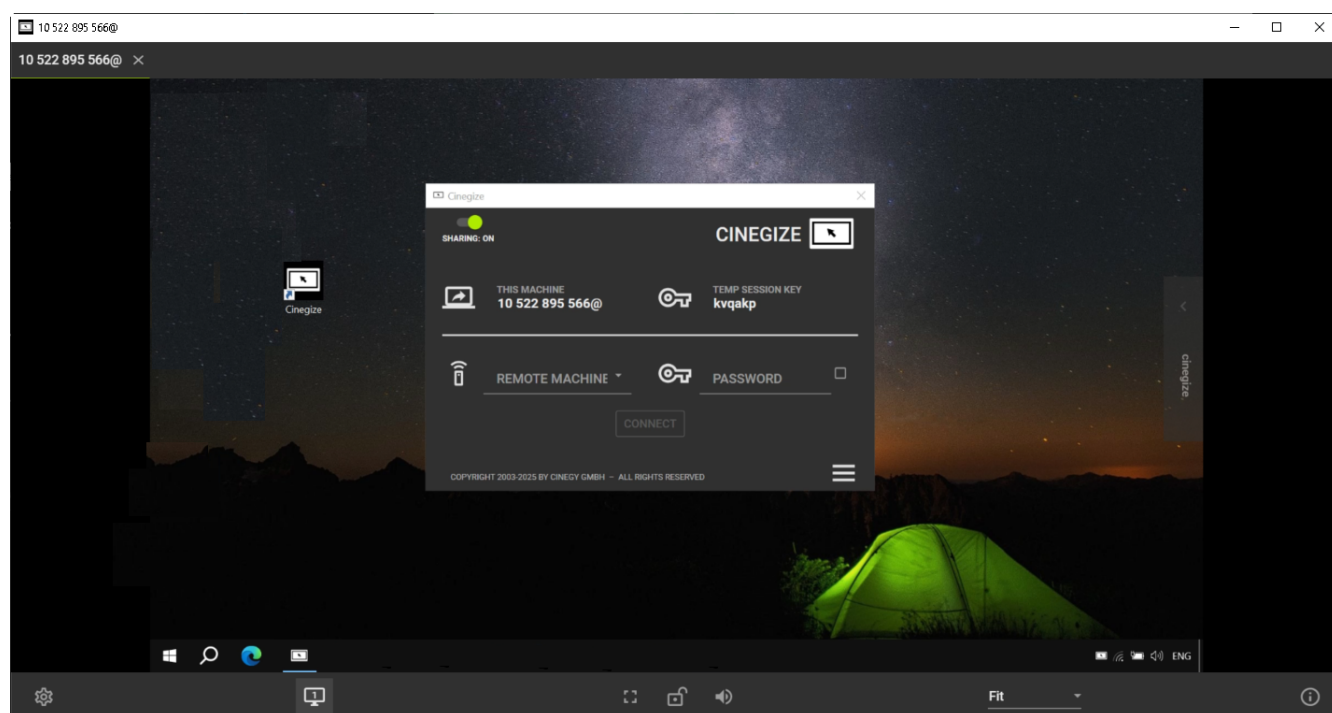 10 522 895 566@
10 522 895 566@
Cinegize
SHARING: ON
CINEGIZE
THIS MACHINE
10 522 895 566@
TEMP SESSION KEY
kvqakp
Cinegize
REMOTE MACHINE
PASSWORD
cinegize.
CONNECT
COPYRIGHT 2003-2025 BY CINEGY GMBH – ALL RIGHTS RESERVED
ENG
1
Fit